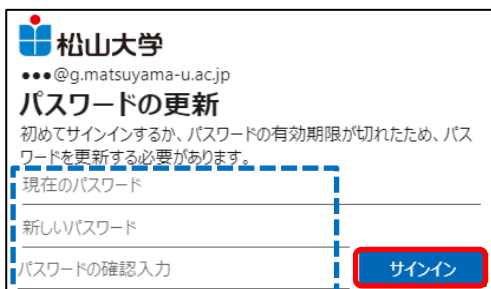 松山大学
●●●@g.matsuyama-u.ac.jp
パスワードの更新
初めてサインインするか、パスワードの有効期限が切れたため、パス
ワードを更新する必要があります。
現在のパスワード
新しいパスワード
パスワードの確認入力
サインイン